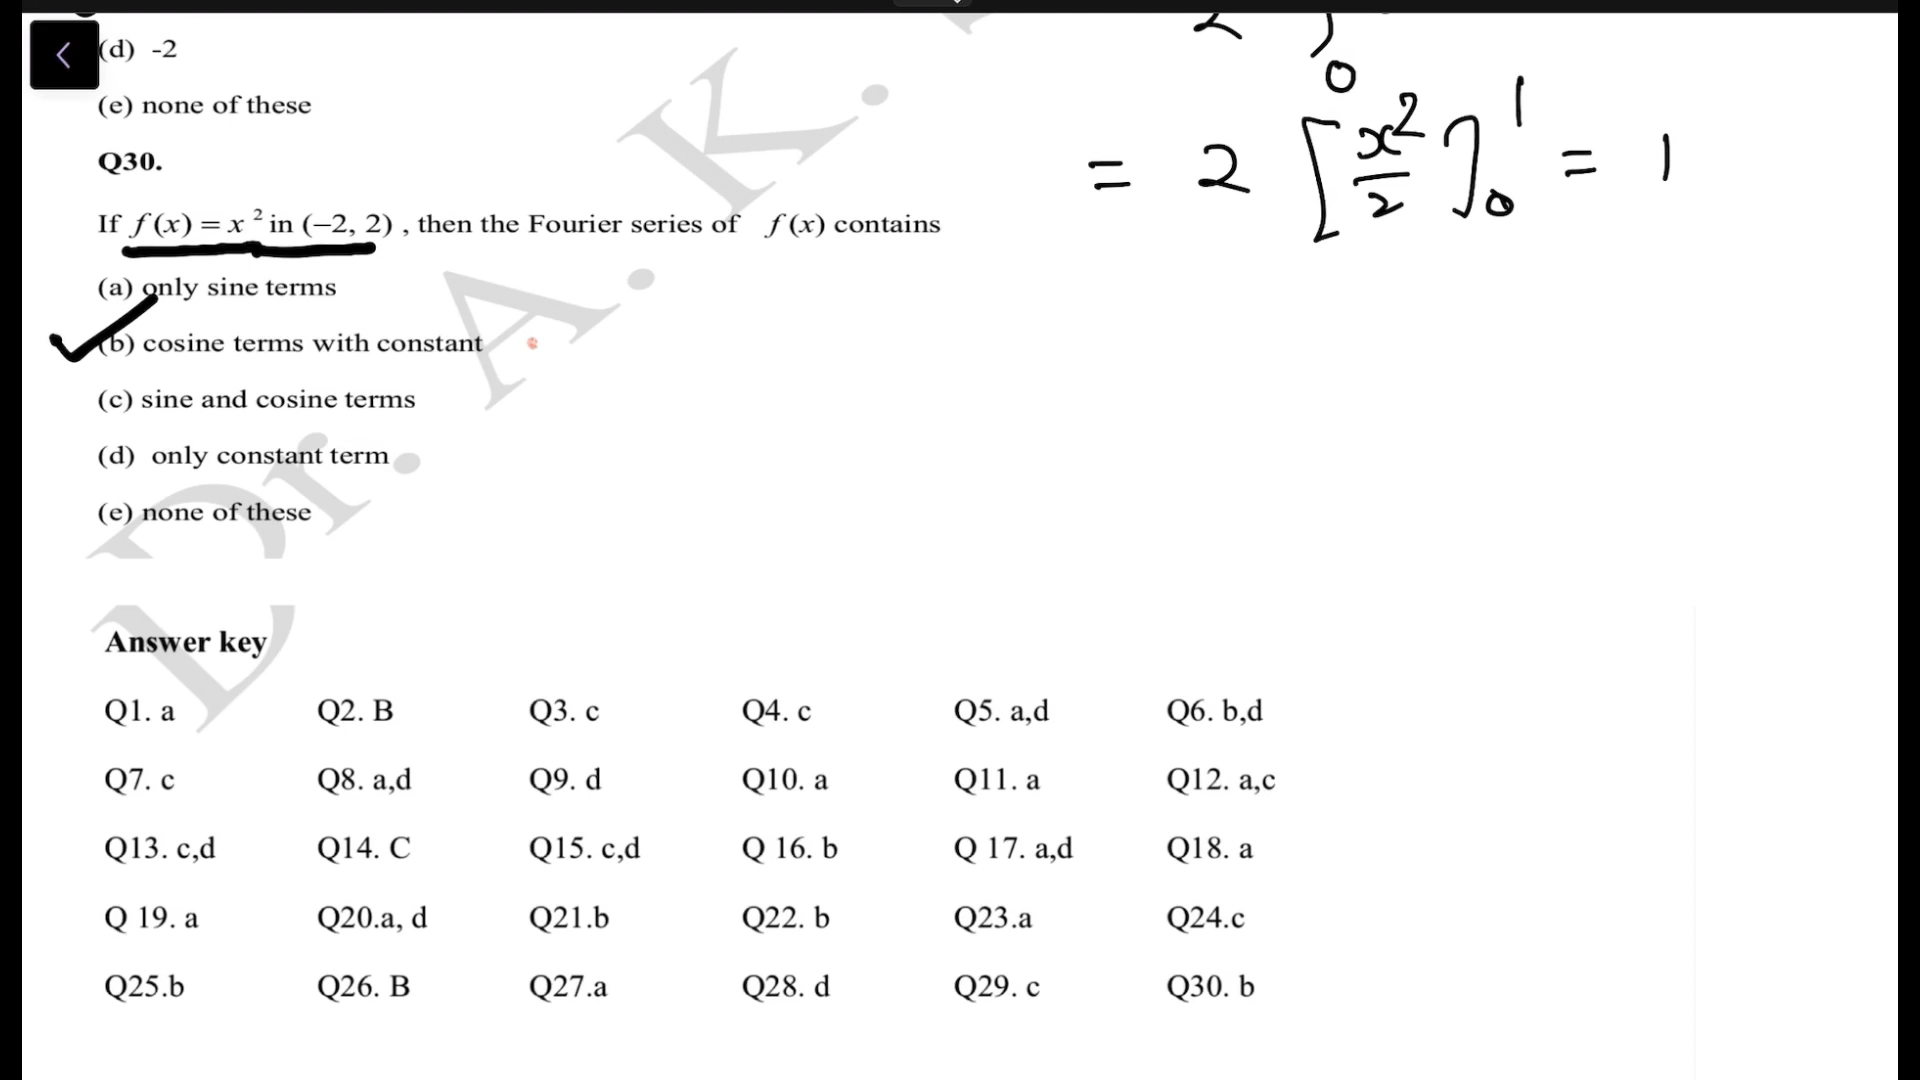 (d) -2
(e) none of these
Q30.
If f (x) = x ² in (–2, 2) , then the Fourier series of f (x) contains
(a) only sine terms
(b) cosine terms with constant
(c) sine and cosine terms
(d) only constant term
(e) none of these
2 0
= 2 [x²/2]₀¹ = 1
Dr. A. K.
Answer key
Q1. a Q2. B Q3. c Q4. c Q5. a,d Q6. b,d
Q7. c Q8. a,d Q9. d Q10. a Q11. a Q12. a,c
Q13. c,d Q14. C Q15. c,d Q 16. b Q 17. a,d Q18. a
Q 19. a Q20.a, d Q21.b Q22. b Q23.a Q24.c
Q25.b Q26. B Q27.a Q28. d Q29. c Q30. b